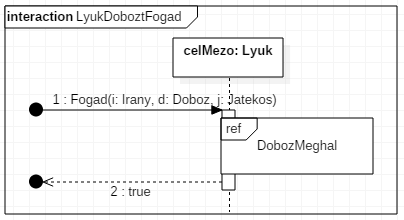 interaction LyukDoboztFogad
celMezo: Lyuk
1 : Fogad(i: Irany, d: Doboz, j: Jatekos)
ref
DobozMeghal
2 : true